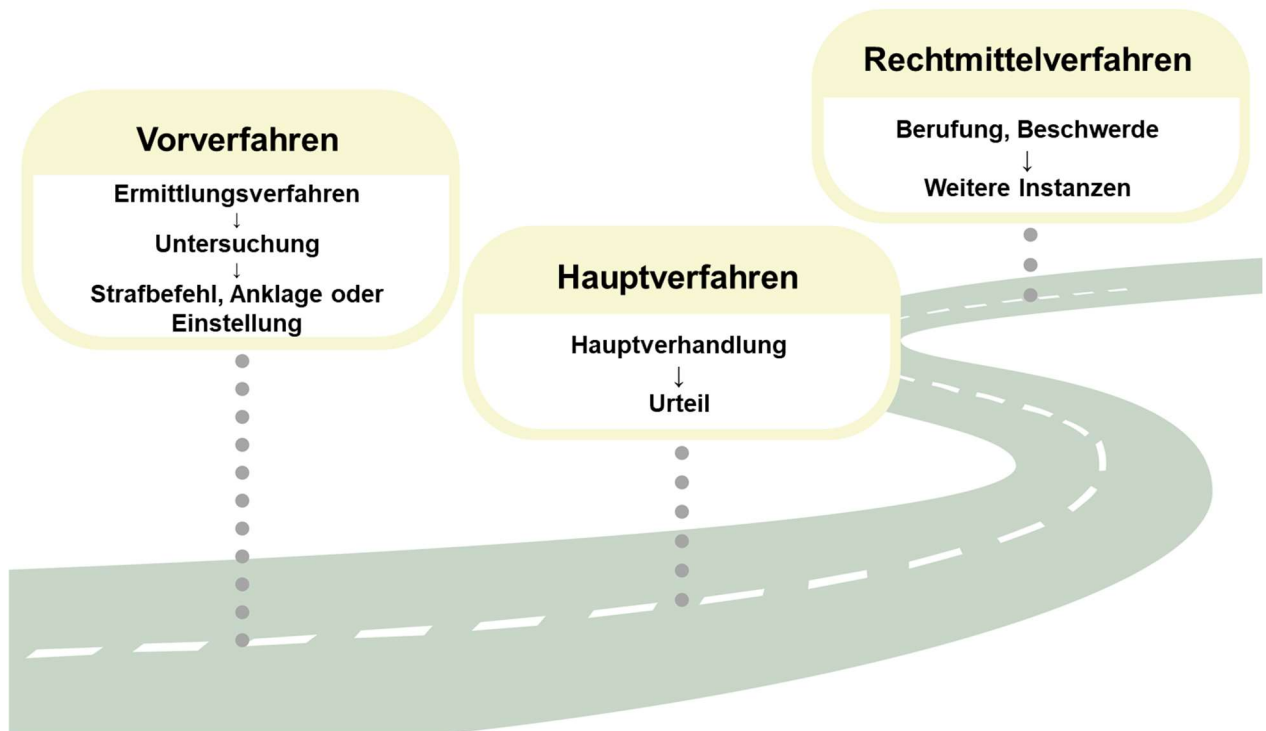 Vorverfahren
Ermittlungsverfahren
↓
Untersuchung
↓
Strafbefehl, Anklage oder
Einstellung
Hauptverfahren
Hauptverhandlung
↓
Urteil
Rechtmittelverfahren
Berufung, Beschwerde
↓
Weitere Instanzen